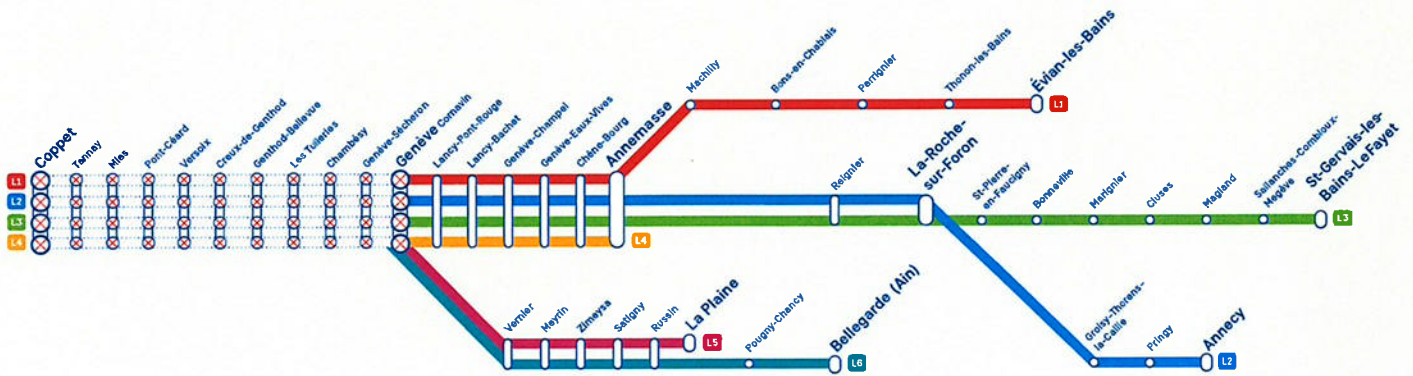 L1
L2
L3
L4
Coppet
Tannay
Mies
Pont-Céard
Versoix
Creux-de-Genthod
Genthod-Bellevue
Les Tuileries
Chambésy
Genève-Sécheron
Genève Cornavin
Lancy-Pont-Rouge
Lancy-Bachet
Genève-Champel
Genève-Eaux-Vives
Chêne-Bourg
Annemasse
Machilly
Bons-en-Chablais
Perrignier
Thonon-les-Bains
Évian-les-Bains
L1
Reignier
La-Roche-
sur-Foron
St-Pierre-
en-Faucigny
Bonneville
Marignier
Cluses
Magland
Sallanches-Combloux-
Megève
St-Gervais-les-
Bains-LeFayet
L3
L4
Vernier
Meyrin
Zimeysa
Satigny
Russin
La Plaine
L5
Pougny-Chancy
Bellegarde (Ain)
L6
Groisy-Thorens-
la-Caille
Pringy
Annecy
L2